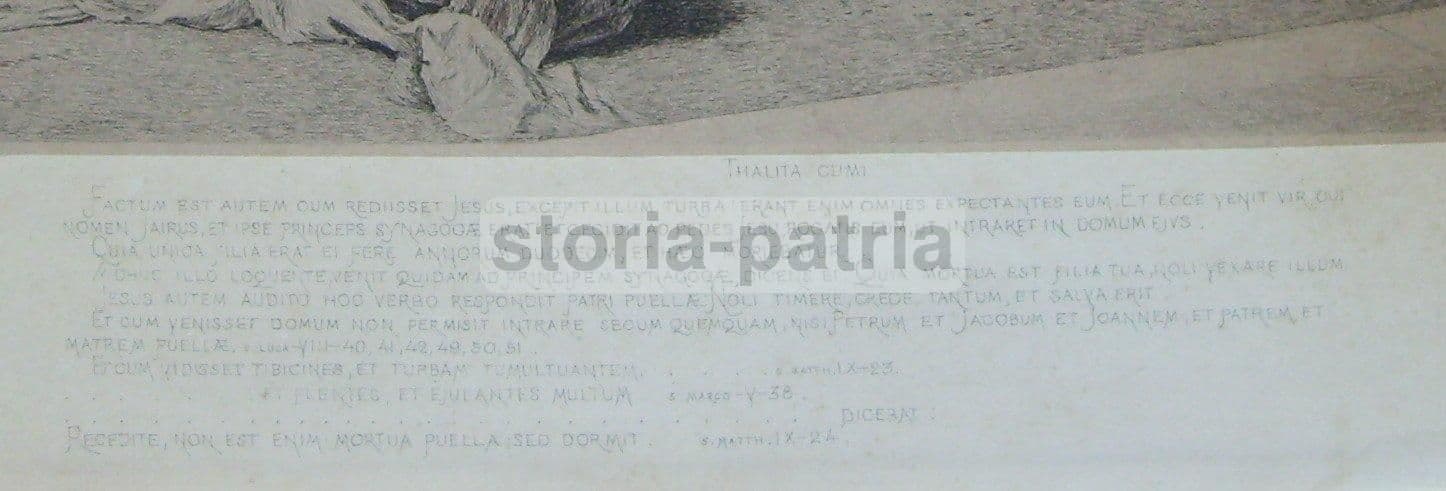 THALITA CUMI
FACTUM EST AUTEM CUM REDIISSET JESUS, EXCEPIT ILLUM TURBA; ERANT ENIM OMNES EXPECTANTES EUM. ET ECCE VENIT VIR, CUI
NOMEN JAIRUS, ET IPSE PRINCEPS SYNAGOGÆ ERAT ET CECIDIT AD PEDES INTRARET IN DOMUM EJVS.
storia-patria
QUIA UNICA FILIA ERAT EI FERE ANNORUM DUODECIM
ADHUC ILLO LOQUENTE, VENIT QUIDAM AD PRINCIPEM SYNAGOGÆ, DICENS EI: QUIA MORTUA EST FILIA TUA, NOLI VEXARE ILLUM
JESUS AUTEM AUDITO HOC VERBO RESPONDIT PATRI PUELLÆ: NOLI TIMERE, CREDE TANTUM, ET SALVA ERIT.
ET CUM VENISSET DOMUM NON PERMISIT INTRARE SECUM QUEMQUAM, NISI PETRUM ET JACOBUM ET JOANNEM, ET PATREM, ET
MATREM PUELLÆ. S LUCA-VIII-40, 41, 42, 49, 50, 51.
ET CUM VIDISSET TIBICINES, ET TURBAM TUMULTUANTEM. . . . . S. MATTH. IX-23.
. . . . . ET FLENTES, ET EJULANTES MULTUM S MARCO-V-38.
. . . . . . . . . . . . . . . . . . . DICEBAT:
RECEDITE, NON EST ENIM MORTUA PUELLA, SED DORMIT. S. MATTH. IX-24.